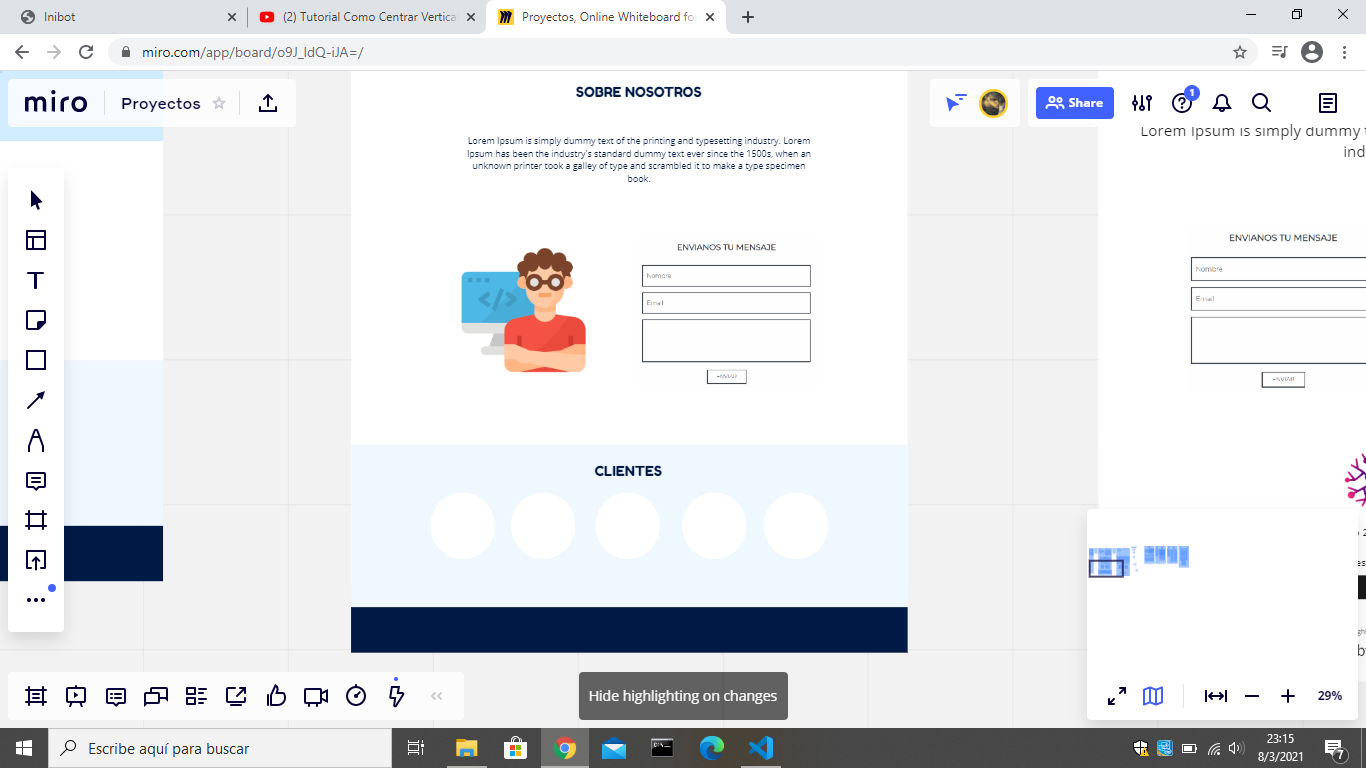 Inibot
(2) Tutorial Como Centrar Vertica
Proyectos, Online Whiteboard for
miro.com/app/board/o9J_ldQ-iJA=/
miro
Proyectos
Share
1
SOBRE NOSOTROS
Lorem Ipsum is simply dummy text of the printing and typesetting industry. Lorem
Ipsum has been the industry's standard dummy text ever since the 1500s, when an
unknown printer took a galley of type and scrambled it to make a type specimen
book.
Lorem Ipsum is simply dummy t
ind
ENVIANOS TU MENSAJE
Nombre
Email
ENVIAR
ENVIANOS TU MENSAJE
Nombre
Email
ENVIAR
CLIENTES
Hide highlighting on changes
29%
Escribe aquí para buscar
23:15
8/3/2021
7